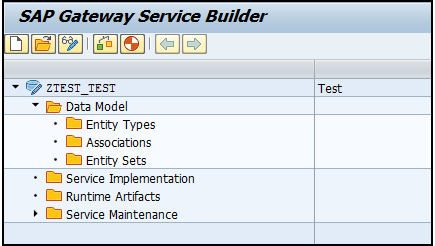 SAP Gateway Service Builder
ZTEST_TEST Test
Data Model
Entity Types
Associations
Entity Sets
Service Implementation
Runtime Artifacts
Service Maintenance